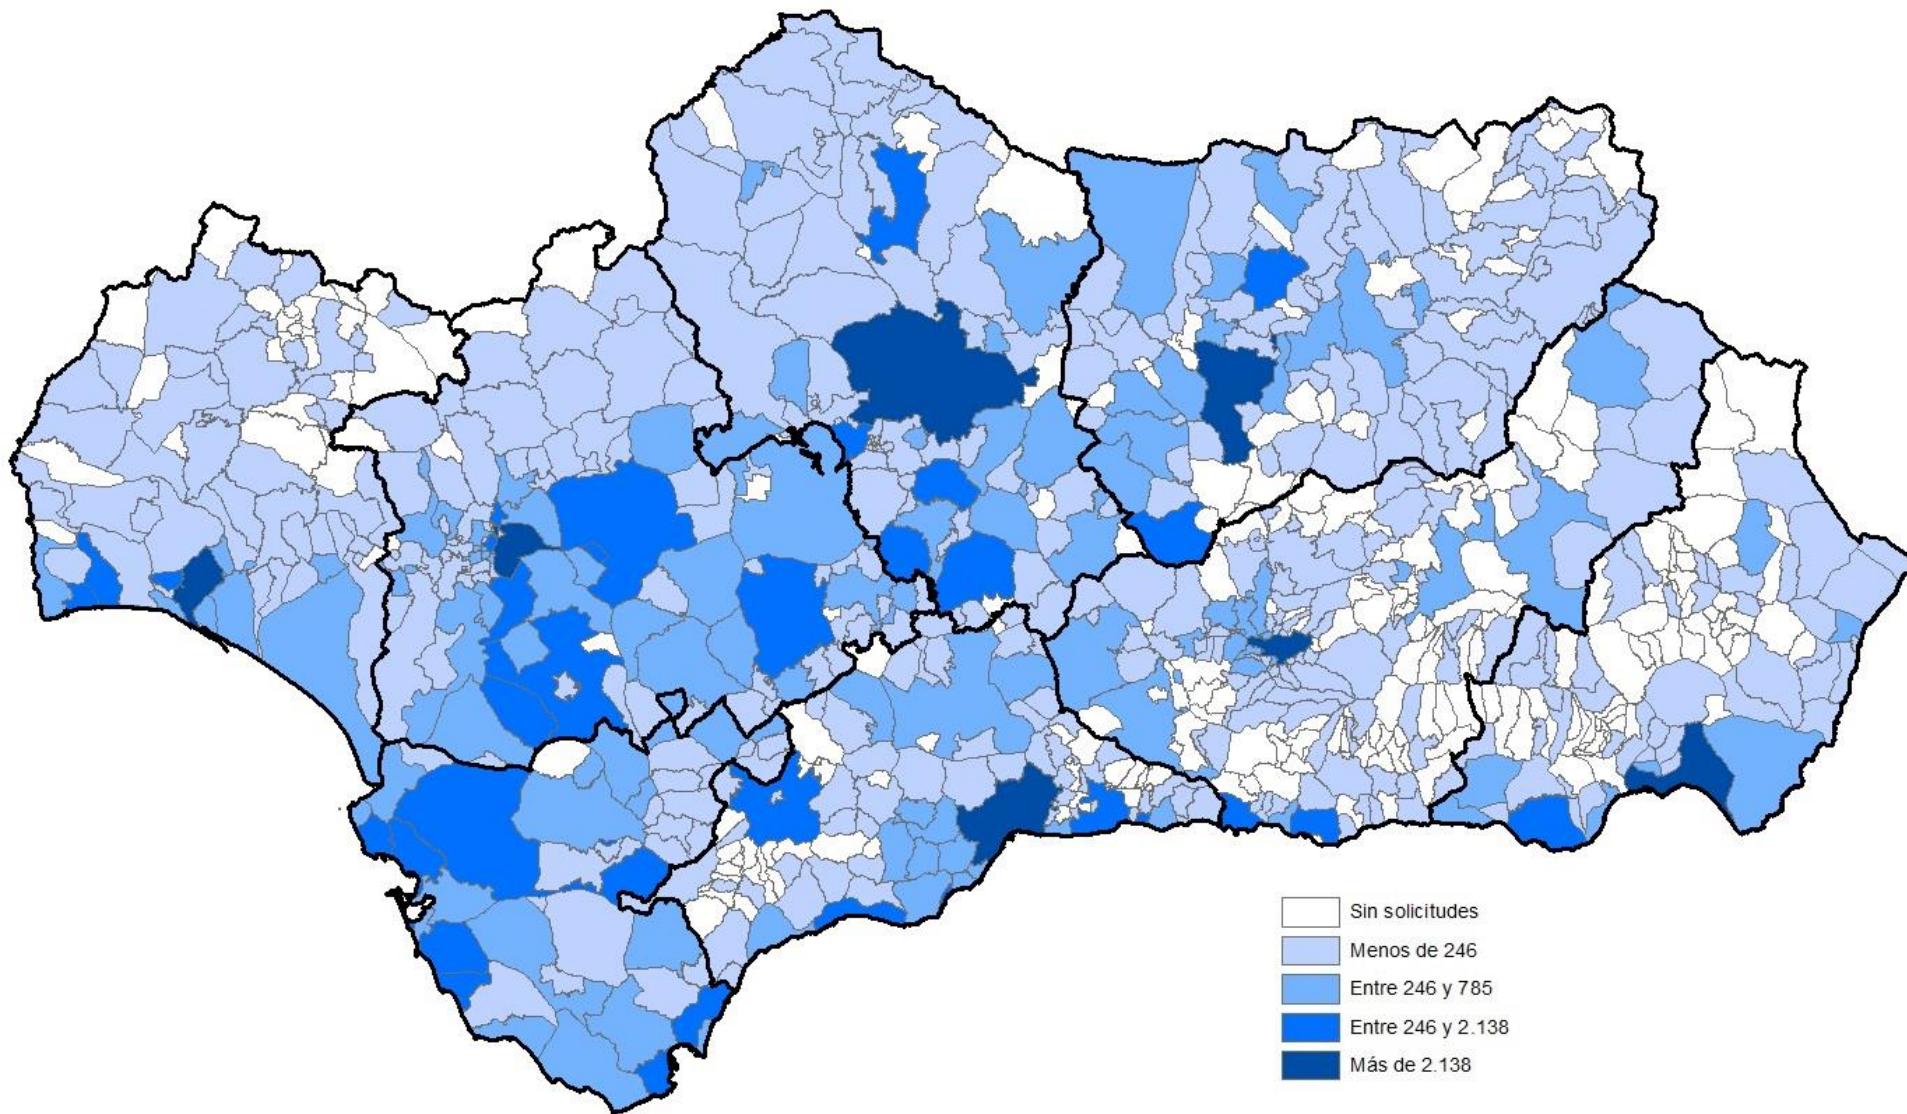 Sin solicitudes
Menos de 246
Entre 246 y 785
Entre 246 y 2.138
Más de 2.138